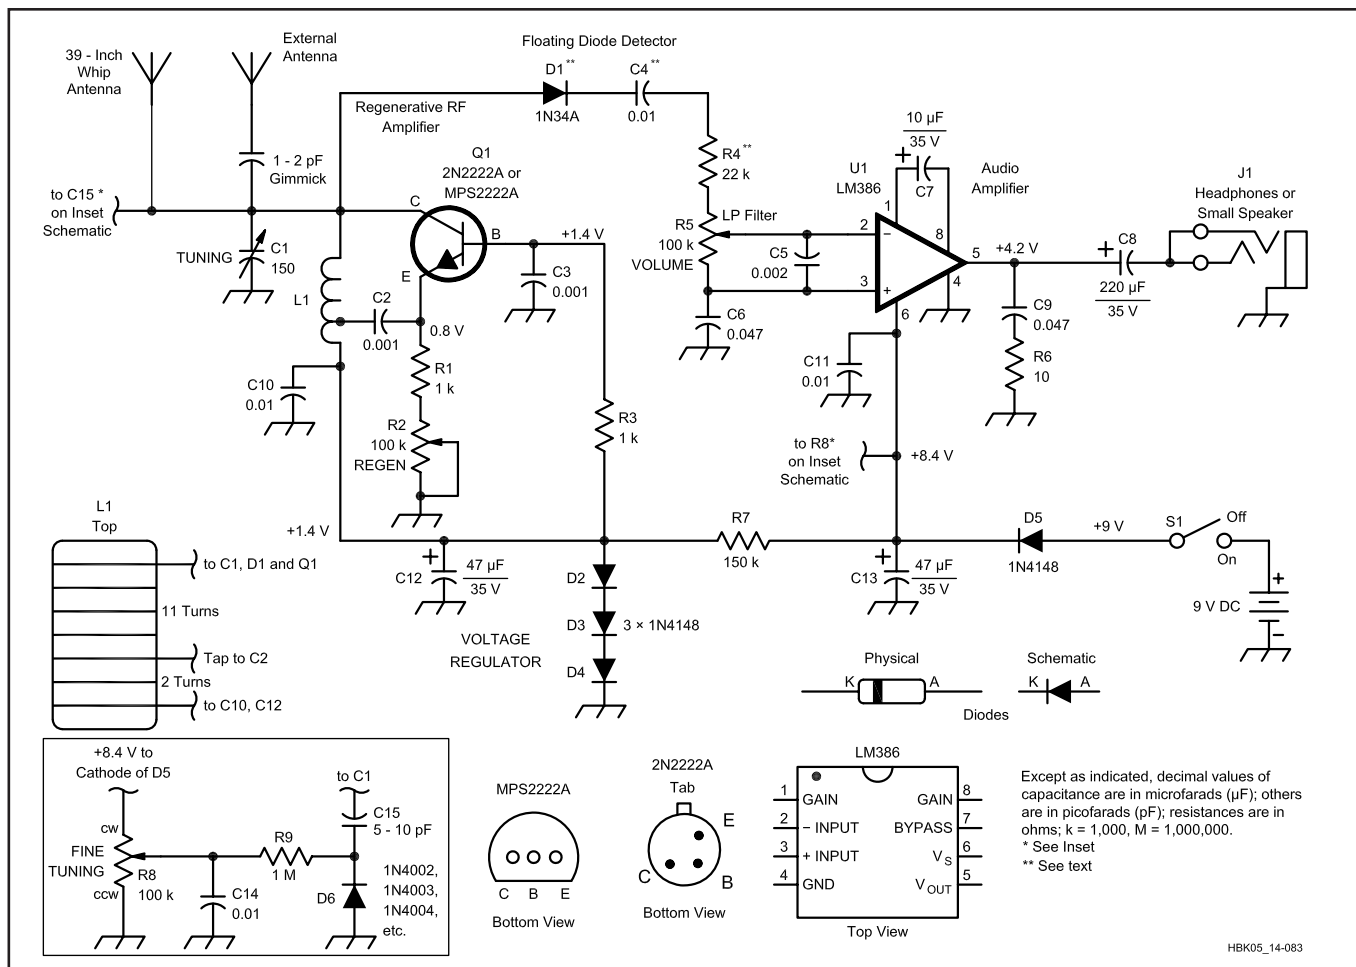 39 - Inch
Whip
Antenna
External
Antenna
Floating Diode Detector
D1**
1N34A
C4**
0.01
Regenerative RF
Amplifier
1 - 2 pF
Gimmick
Q1
2N2222A or
MPS2222A
R4**
22 k
10 µF
35 V
+
C7
U1
LM386
Audio
Amplifier
J1
Headphones or
Small Speaker
to C15 *
on Inset
Schematic
C
B
E
+1.4 V
R5
100 k
VOLUME
LP Filter
1
2
−
8
3
+
5
4
6
+4.2 V
+
C8
220 µF
35 V
TUNING
C1
150
C3
0.001
C5
0.002
L1
C2
0.001
0.8 V
C6
0.047
C9
0.047
R1
1 k
C11
0.01
R6
10
C10
0.01
R2
100 k
REGEN
R3
1 k
to R8*
on Inset
Schematic
+8.4 V
L1
Top
+1.4 V
R7
150 k
D5
1N4148
+9 V
S1
Off
On
to C1, D1 and Q1
11 Turns
Tap to C2
2 Turns
to C10, C12
+
C12
47 µF
35 V
D2
D3
D4
3 × 1N4148
VOLTAGE
REGULATOR
+
C13
47 µF
35 V
9 V DC
+
−
Physical
K
A
Schematic
K
A
Diodes
+8.4 V to
Cathode of D5
cw
FINE
TUNING
ccw
R8
100 k
R9
1 M
C14
0.01
to C1
C15
5 - 10 pF
D6
1N4002,
1N4003,
1N4004,
etc.
MPS2222A
C B E
Bottom View
2N2222A
Tab
E
C
B
Bottom View
LM386
1 GAIN
2 − INPUT
3 + INPUT
4 GND
GAIN 8
BYPASS 7
VS 6
VOUT 5
Top View
Except as indicated, decimal values of
capacitance are in microfarads (µF); others
are in picofarads (pF); resistances are in
ohms; k = 1,000, M = 1,000,000.
* See Inset
** See text
HBK05_14-083